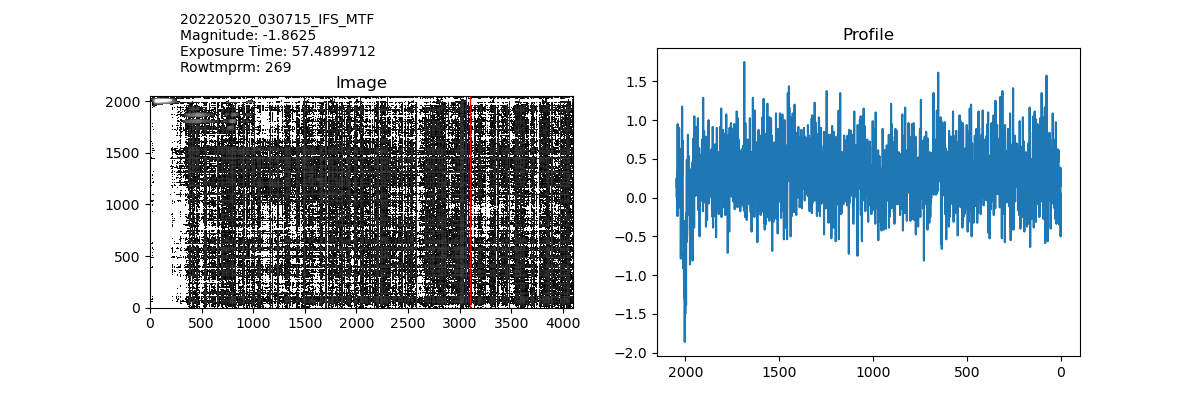 20220520_030715_IFS_MTF
Magnitude: -1.8625
Exposure Time: 57.4899712
Rowtmprm: 269
Image
2000
1500
1000
500
0
0 500 1000 1500 2000 2500 3000 3500 4000
Profile
1.5
1.0
0.5
0.0
−0.5
−1.0
−1.5
−2.0
2000 1500 1000 500 0